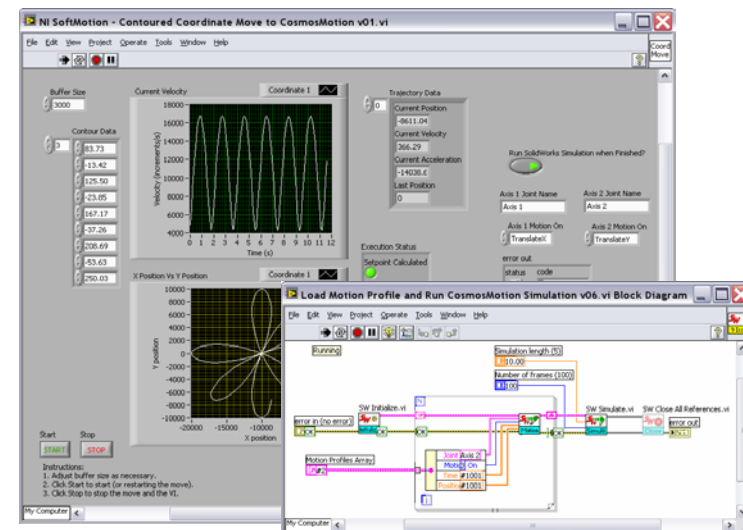 NI SoftMotion - Contoured Coordinate Move to CosmosMotion v01.vi
File Edit View Project Operate Tools Window Help
Coord
Move
Buffer Size
3000
Contour Data
3
83.73
-13.42
125.50
-23.85
167.17
-37.26
208.69
-53.63
250.03
Current Velocity
Coordinate 1
Velocity (increments/s)
18000
16000
14000
12000
10000
8000
6000
4000
0 1 2 3 4 5 6 7 8 9 10 11 12
Time (s)
Trajectory Data
0
Current Position
-8611.04
Current Velocity
366.29
Current Acceleration
Last Position
0
Execution Status
Setpoint Calculated
Run SolidWorks Simulation when Finished?
Axis 1 Joint Name
Axis 1
Axis 2 Joint Name
Axis 2
Axis 1 Motion On
TranslateX
Axis 2 Motion On
TranslateY
error out
status code
X Position Vs Y Position
Coordinate 1
Y position
10000
8000
6000
4000
2000
0
-2000
-4000
-6000
-8000
-10000
-20000 -15000 -10000
X position
Start
START
Stop
STOP
Instructions:
1. Adjust buffer size as necessary.
2. Click Start to start (or restarting the move).
3. Click Stop to stop the move and the VI.
My Computer
Load Motion Profile and Run CosmosMotion Simulation v06.vi Block Diagram
File Edit View Project Operate Tools Window Help
Running
Simulation length (5)
10.00
Number of frames (100)
100
SW Initialize.vi
SW Simulate.vi
SW Close All References.vi
error in (no error)
error out
Motion Profiles Array
Joint Axis 2
Motio On
Time #1001
Position #1001
N
i
My Computer